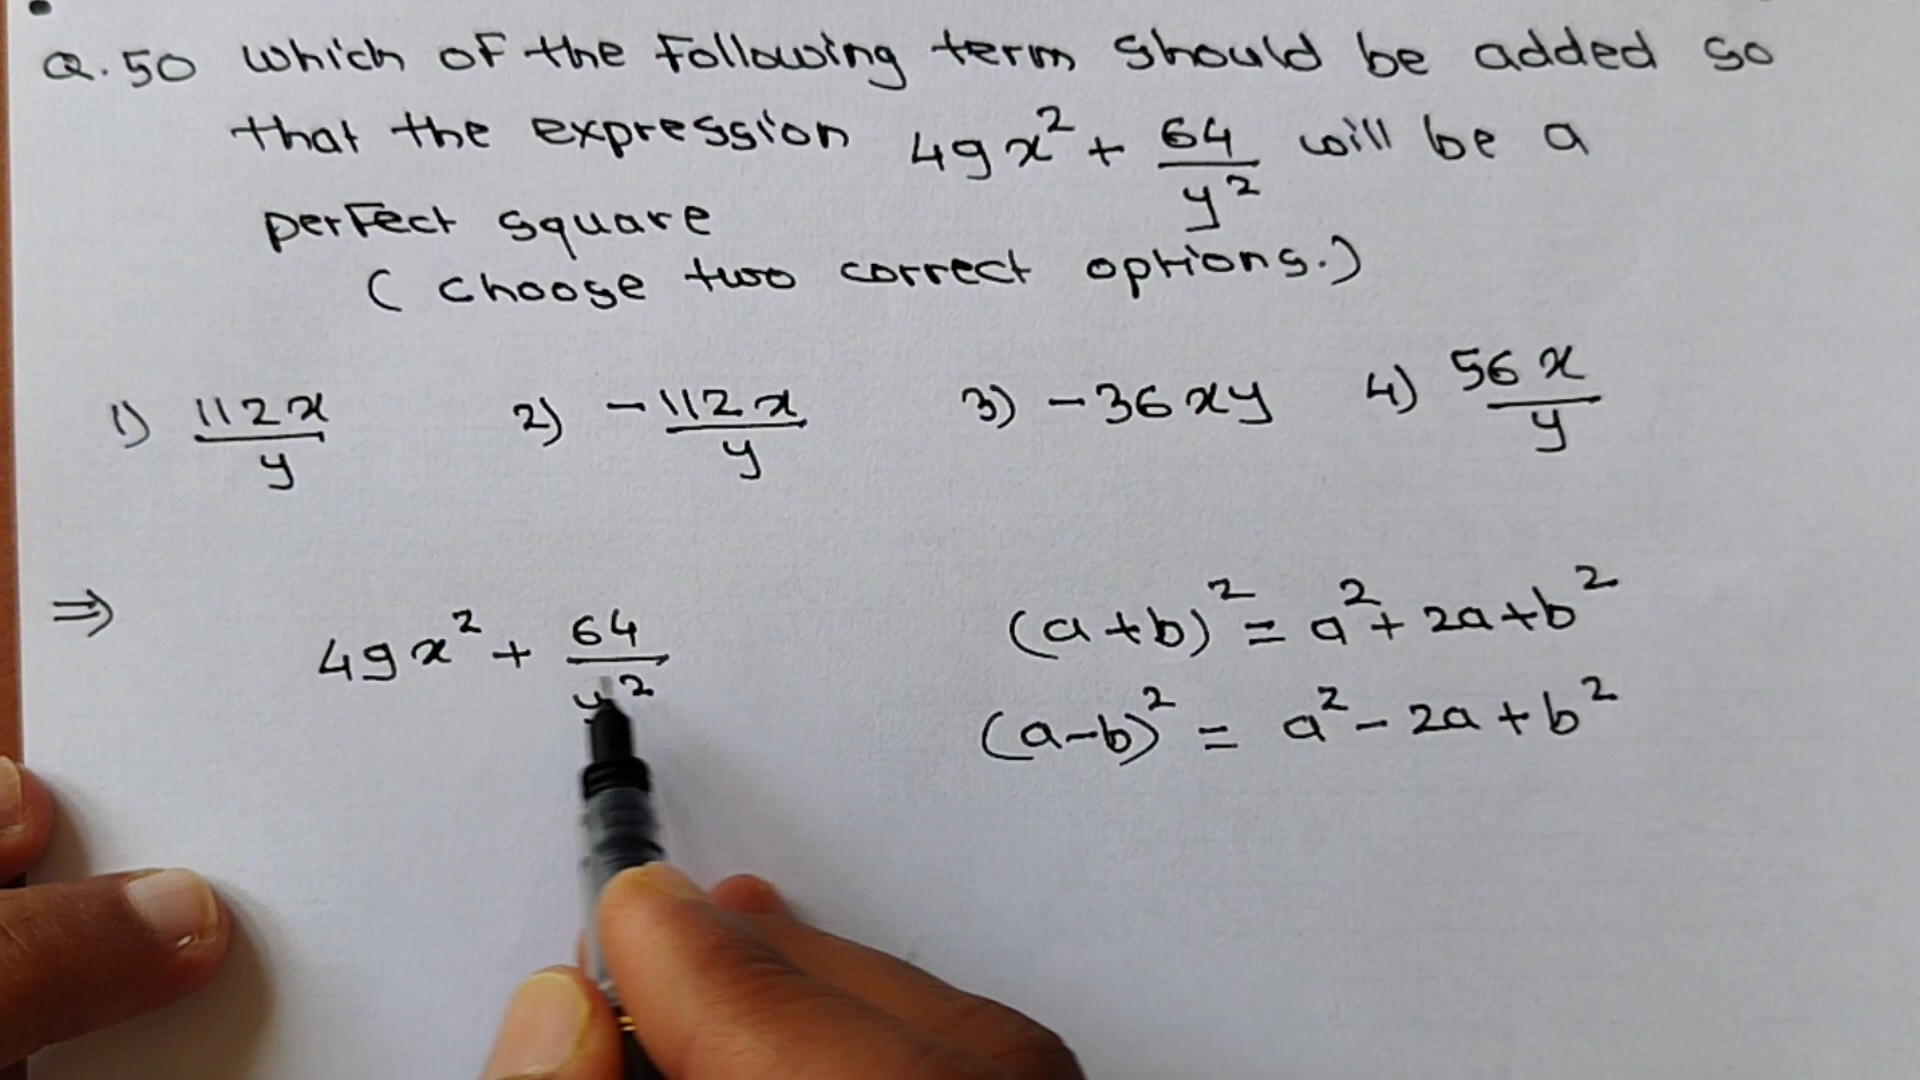 Q.50 which of the following term should be added so
that the expression 49x² + 64/y² will be a
perfect square
( choose two correct options.)
1) 112x/y 2) -112x/y 3) -36xy 4) 56x/y
⇒ 49x² + 64/y²
(a+b)² = a² + 2a + b²
(a-b)² = a² - 2a + b²